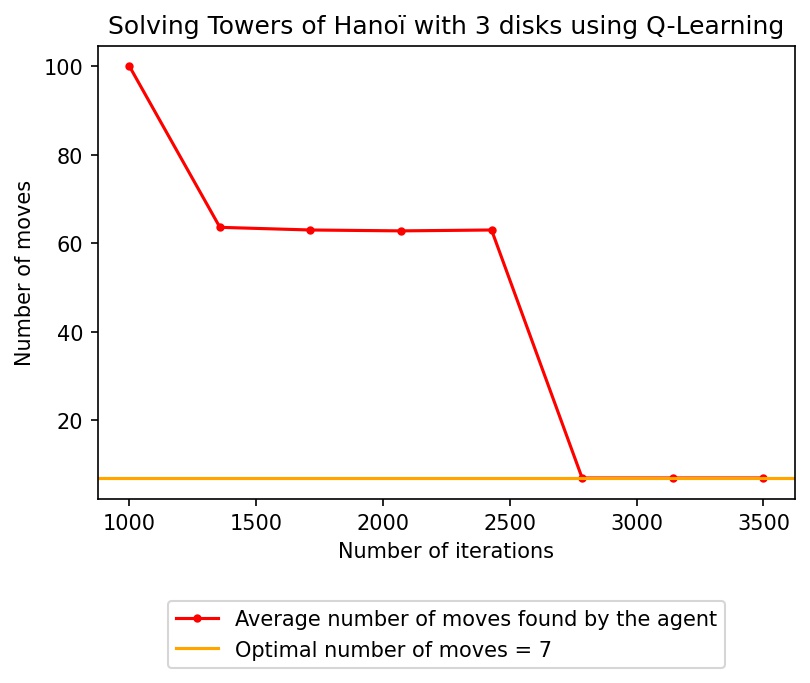 Solving Towers of Hanoï with 3 disks using Q-Learning
100
80
60
40
20
Number of moves
1000 1500 2000 2500 3000 3500
Number of iterations
Average number of moves found by the agent
Optimal number of moves = 7